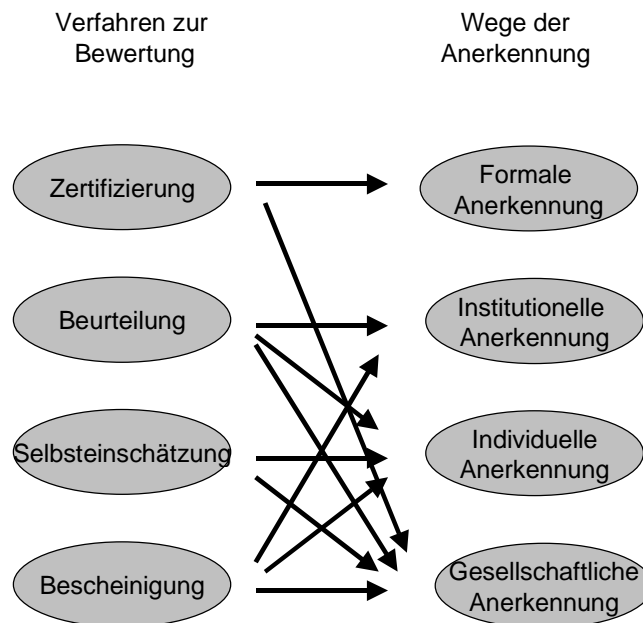 Verfahren zur
Bewertung
Wege der
Anerkennung
Zertifizierung
Formale
Anerkennung
Beurteilung
Institutionelle
Anerkennung
Selbsteinschätzung
Individuelle
Anerkennung
Bescheinigung
Gesellschaftliche
Anerkennung